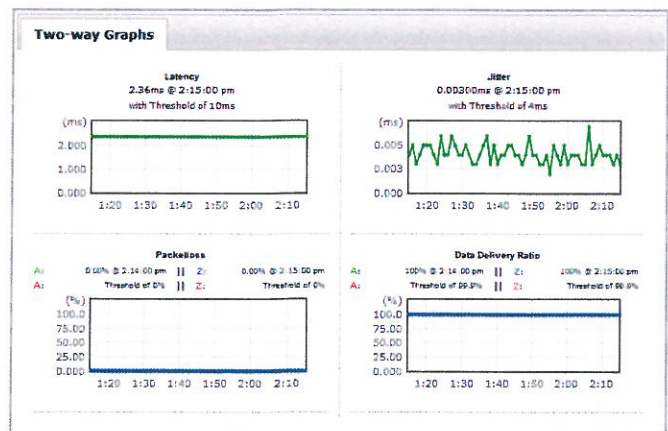 Two-way Graphs
Latency
2.36ms @ 2:15:00 pm
with Threshold of 10ms
(ms)
2.000
1.000
0.000
1:20 1:30 1:40 1:50 2:00 2:10
Jitter
0.00300ms @ 2:15:00 pm
with Threshold of 4ms
(ms)
0.005
0.003
0.000
1:20 1:30 1:40 1:50 2:00 2:10
Packetloss
A: 0.00% @ 2:14:00 pm || Z: 0.00% @ 2:15:00 pm
A: Threshold of 0% || Z: Threshold of 0%
(%)
100.0
75.00
50.00
25.00
0.000
1:20 1:30 1:40 1:50 2:00 2:10
Data Delivery Ratio
A: 100% @ 2:14:00 pm || Z: 100% @ 2:15:00 pm
A: Threshold of 99.9% || Z: Threshold of 99.9%
(%)
100.0
75.00
50.00
25.00
0.000
1:20 1:30 1:40 1:50 2:00 2:10